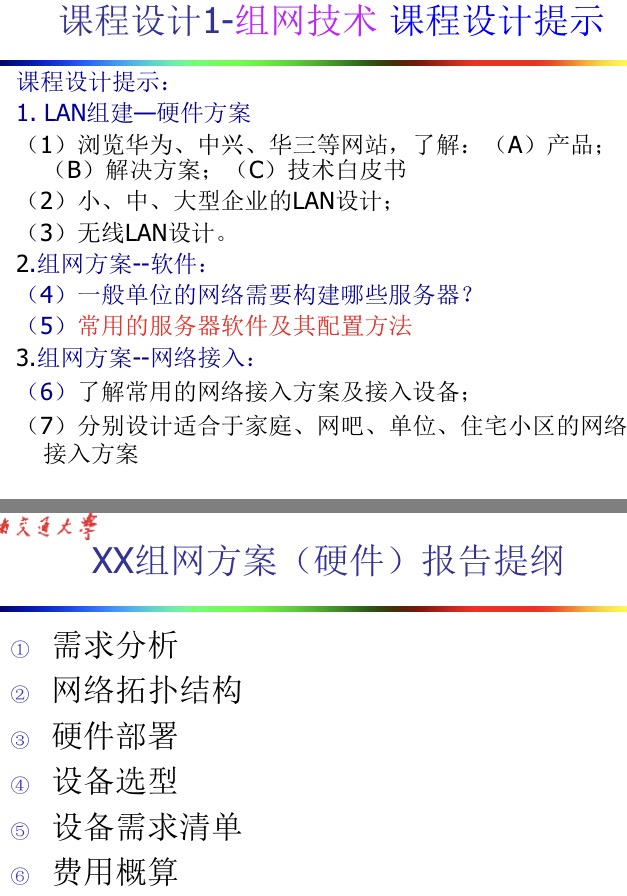 课程设计1-组网技术 课程设计提示
课程设计提示：
1. LAN组建—硬件方案
（1）浏览华为、中兴、华三等网站，了解：（A）产品；
（B）解决方案；（C）技术白皮书
（2）小、中、大型企业的LAN设计；
（3）无线LAN设计。
2.组网方案--软件：
（4）一般单位的网络需要构建哪些服务器？
（5）常用的服务器软件及其配置方法
3.组网方案--网络接入：
（6）了解常用的网络接入方案及接入设备；
（7）分别设计适合于家庭、网吧、单位、住宅小区的网络
接入方案
交通大学
XX组网方案（硬件）报告提纲
① 需求分析
② 网络拓扑结构
③ 硬件部署
④ 设备选型
⑤ 设备需求清单
⑥ 费用概算